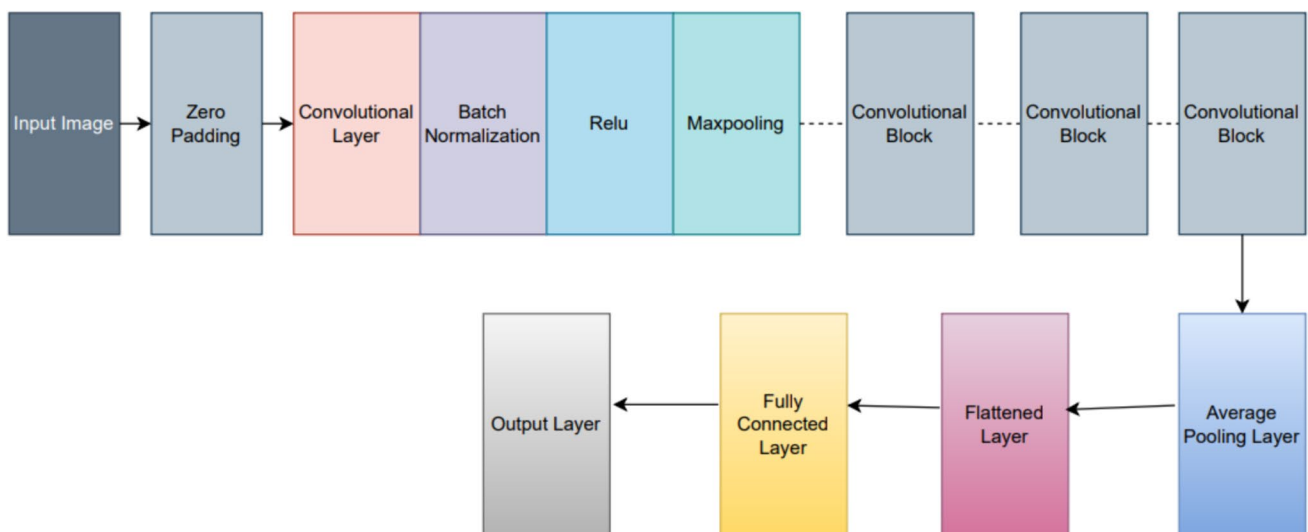 Input Image
Zero
Padding
Convolutional
Layer
Batch
Normalization
Relu
Maxpooling
Convolutional
Block
Convolutional
Block
Convolutional
Block
Output Layer
Fully
Connected
Layer
Flattened
Layer
Average
Pooling Layer